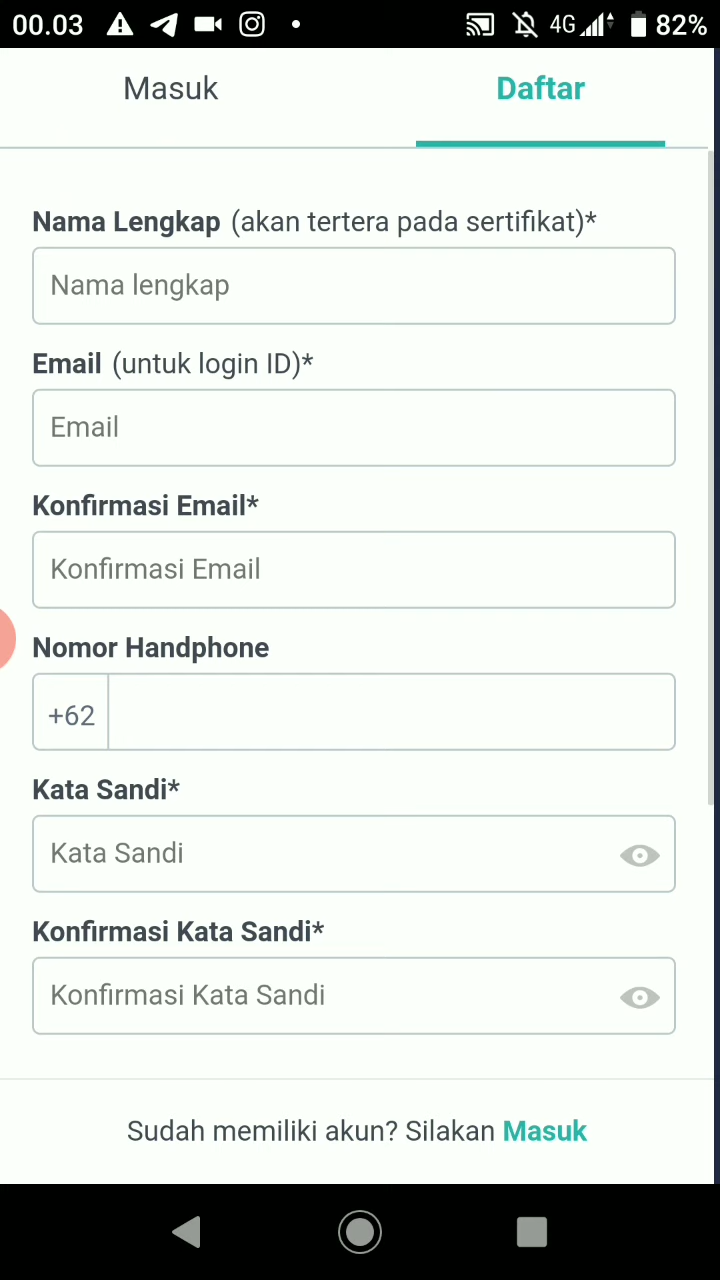 00.03 4G 82%
Masuk Daftar
Nama Lengkap (akan tertera pada sertifikat)*
Nama lengkap
Email (untuk login ID)*
Email
Konfirmasi Email*
Konfirmasi Email
Nomor Handphone
+62
Kata Sandi*
Kata Sandi
Konfirmasi Kata Sandi*
Konfirmasi Kata Sandi
Sudah memiliki akun? Silakan Masuk